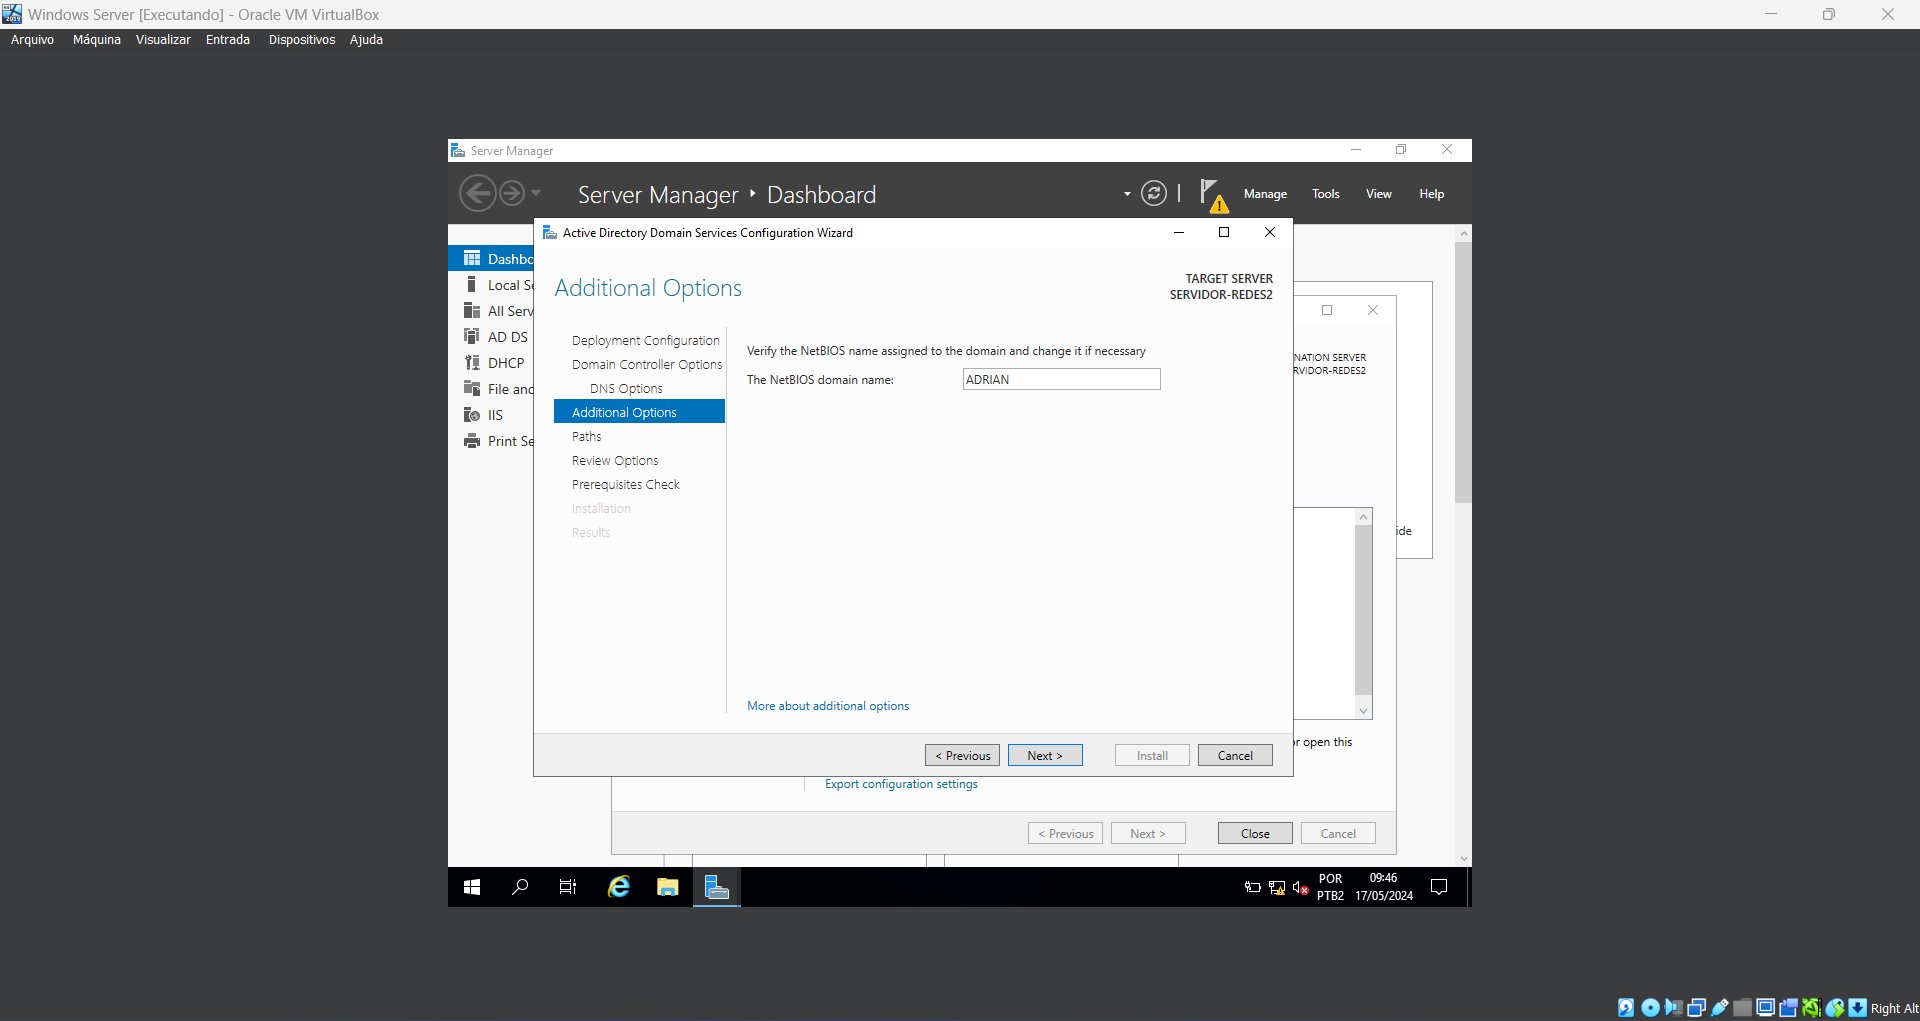 Windows Server [Executando] - Oracle VM VirtualBox
Arquivo Máquina Visualizar Entrada Dispositivos Ajuda
Server Manager
Server Manager Dashboard
Manage Tools View Help
Active Directory Domain Services Configuration Wizard
Dashbo
Local Se
All Serv
AD DS
DHCP
File and
IIS
Print Se
Additional Options
TARGET SERVER
SERVIDOR-REDES2
Deployment Configuration
Domain Controller Options
DNS Options
Additional Options
Paths
Review Options
Prerequisites Check
Installation
Results
Verify the NetBIOS name assigned to the domain and change it if necessary
The NetBIOS domain name: ADRIAN
More about additional options
< Previous Next > Install Cancel
NATION SERVER
RVIDOR-REDES2
ide
or open this
Export configuration settings
< Previous Next > Close Cancel
POR
PTB2
09:46
17/05/2024
Right Alt